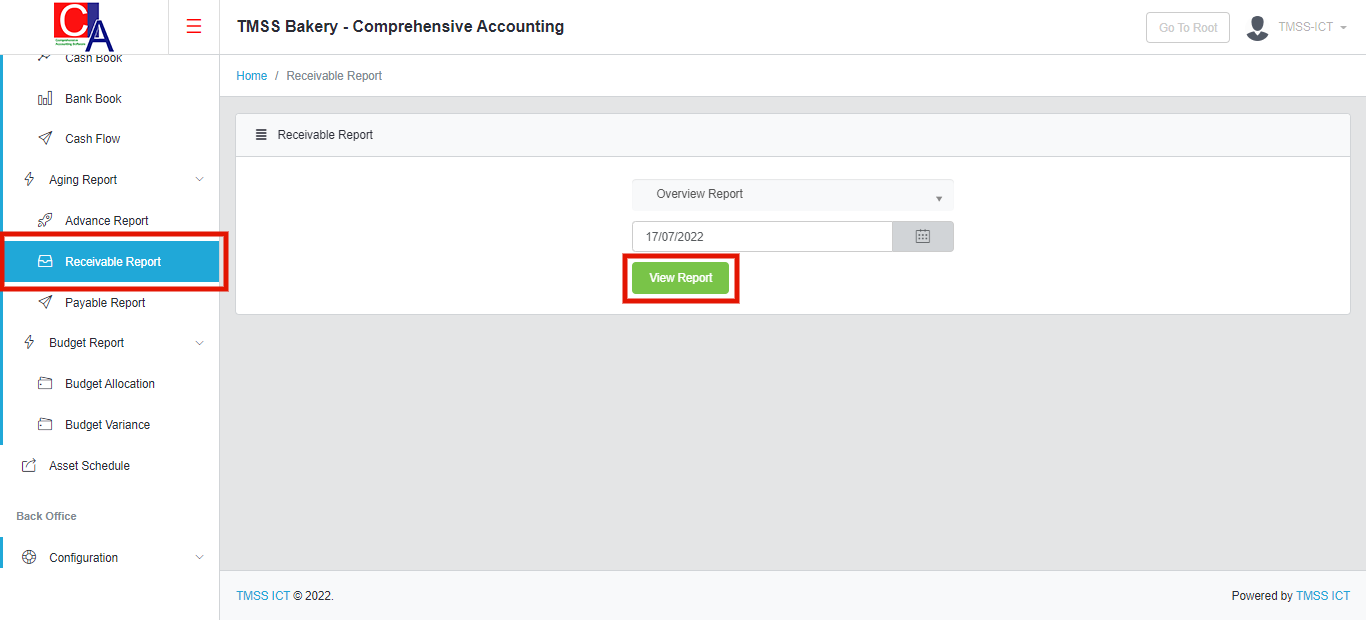 CA
Comprehensive
Accounting Software
TMSS Bakery - Comprehensive Accounting
Go To Root
TMSS-ICT
Cash Book
Bank Book
Cash Flow
Aging Report
Advance Report
Receivable Report
Payable Report
Budget Report
Budget Allocation
Budget Variance
Asset Schedule
Back Office
Configuration
Home / Receivable Report
Receivable Report
Overview Report
17/07/2022
View Report
TMSS ICT © 2022.
Powered by TMSS ICT